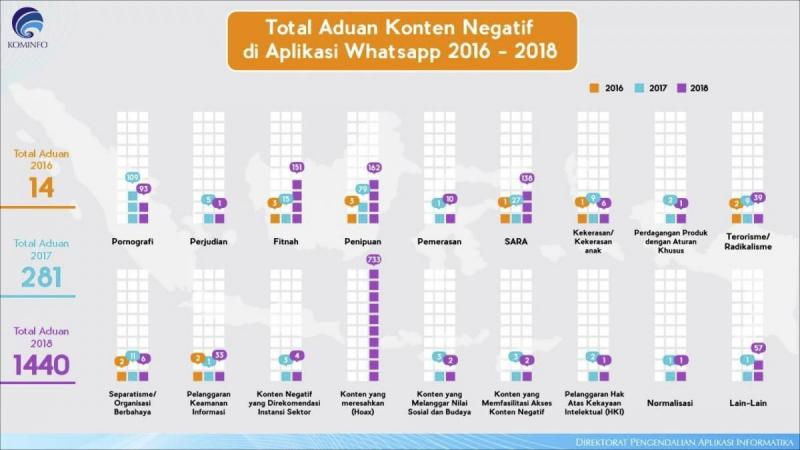 KOMINFO
Total Aduan Konten Negatif
di Aplikasi Whatsapp 2016 - 2018
2016 2017 2018
Total Aduan
2016
14
Total Aduan
2017
281
Total Aduan
2018
1440
109 93
Pornografi
5 1
Perjudian
3 15 151
Fitnah
3 79 162
Penipuan
1 10
Pemerasan
1 27 138
SARA
1 9 6
Kekerasan/
Kekerasan
anak
2 1
Perdagangan Produk
dengan Aturan
Khusus
2 9 39
Terorisme/
Radikalisme
2 11 6
Separatisme/
Organisasi
Berbahaya
2 1 33
Pelanggaran
Keamanan
Informasi
3 4
Konten Negatif
yang Direkomendasi
Instansi Sektor
733
Konten yang
meresahkan
(Hoax)
3 2
Konten yang
Melanggar Nilai
Sosial dan Budaya
3 2
Konten yang
Memfasilitasi Akses
Konten Negatif
1 1
Pelanggaran Hak
Atas Kekayaan
Intelektual (HKI)
1 1
Normalisasi
1 57
Lain-Lain
DIREKTORAT PENGENDALIAN APLIKASI INFORMATIKA